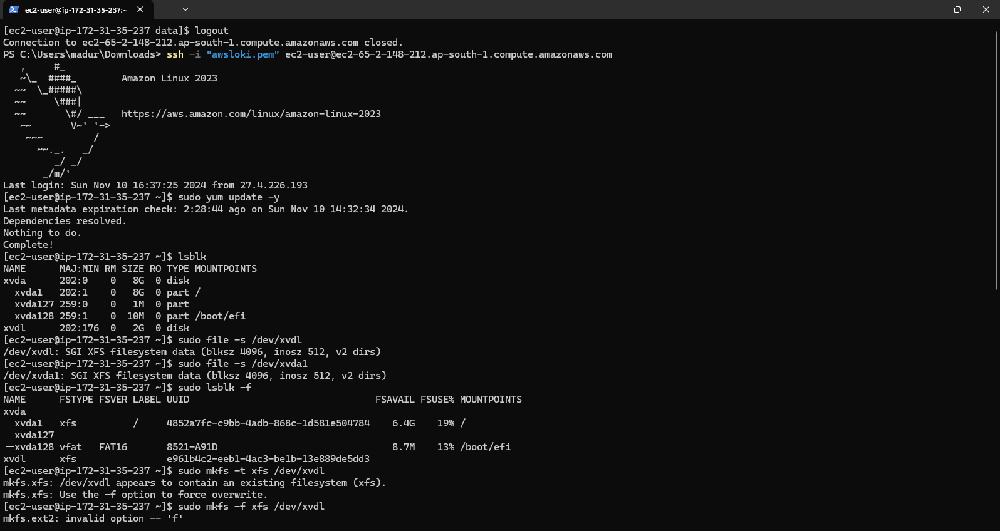 ec2-user@ip-172-31-35-237:~
[ec2-user@ip-172-31-35-237 data]$ logout
Connection to ec2-65-2-148-212.ap-south-1.compute.amazonaws.com closed.
PS C:\Users\madur\Downloads> ssh -i "awsloki.pem" ec2-user@ec2-65-2-148-212.ap-south-1.compute.amazonaws.com
   ,     #_
   ~\_  ####_        Amazon Linux 2023
  ~~  \_#####\
  ~~     \###|
  ~~       \#/ ___   https://aws.amazon.com/linux/amazon-linux-2023
   ~~       V~' '->
    ~~~         /
      ~~._.   _/
         _/ _/
       _/m/'
Last login: Sun Nov 10 16:37:25 2024 from 27.4.226.193
[ec2-user@ip-172-31-35-237 ~]$ sudo yum update -y
Last metadata expiration check: 2:28:44 ago on Sun Nov 10 14:32:34 2024.
Dependencies resolved.
Nothing to do.
Complete!
[ec2-user@ip-172-31-35-237 ~]$ lsblk
NAME      MAJ:MIN RM SIZE RO TYPE MOUNTPOINTS
xvda      202:0    0   8G  0 disk
├─xvda1   202:1    0   8G  0 part /
├─xvda127 259:0    0   1M  0 part
└─xvda128 259:1    0  10M  0 part /boot/efi
xvdl      202:176  0   2G  0 disk
[ec2-user@ip-172-31-35-237 ~]$ sudo file -s /dev/xvdl
/dev/xvdl: SGI XFS filesystem data (blksz 4096, inosz 512, v2 dirs)
[ec2-user@ip-172-31-35-237 ~]$ sudo file -s /dev/xvda1
/dev/xvda1: SGI XFS filesystem data (blksz 4096, inosz 512, v2 dirs)
[ec2-user@ip-172-31-35-237 ~]$ sudo lsblk -f
NAME      FSTYPE FSVER LABEL UUID                                 FSAVAIL FSUSE% MOUNTPOINTS
xvda
├─xvda1   xfs          /     4852a7fc-c9bb-4adb-868c-1d581e504784    6.4G    19% /
├─xvda127
└─xvda128 vfat   FAT16       8521-A91D                               8.7M    13% /boot/efi
xvdl      xfs                e961b4c2-eeb1-4ac3-be1b-13e889de5dd3
[ec2-user@ip-172-31-35-237 ~]$ sudo mkfs -t xfs /dev/xvdl
mkfs.xfs: /dev/xvdl appears to contain an existing filesystem (xfs).
mkfs.xfs: Use the -f option to force overwrite.
[ec2-user@ip-172-31-35-237 ~]$ sudo mkfs -f xfs /dev/xvdl
mkfs.ext2: invalid option -- 'f'